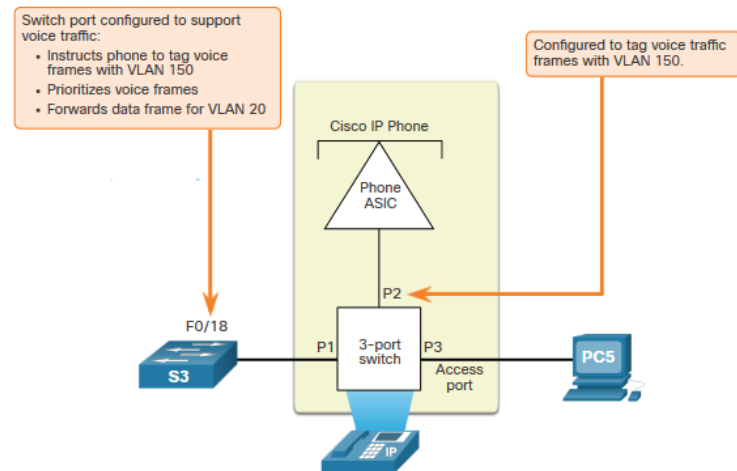 Switch port configured to support
voice traffic:
• Instructs phone to tag voice
frames with VLAN 150
• Prioritizes voice frames
• Forwards data frame for VLAN 20
Configured to tag voice traffic
frames with VLAN 150.
Cisco IP Phone
Phone
ASIC
P2
F0/18
P1
3-port
switch
P3
Access
port
S3
PC5
IP